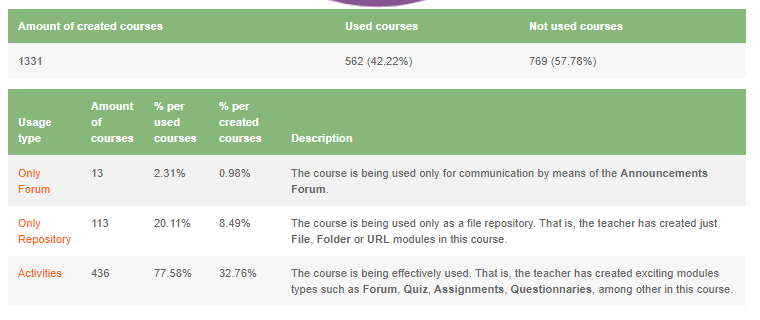 Amount of created courses Used courses Not used courses
1331 562 (42.22%) 769 (57.78%)
Usage type Amount of courses % per used courses % per created courses Description
Only Forum 13 2.31% 0.98% The course is being used only for communication by means of the Announcements
Forum.
Only Repository 113 20.11% 8.49% The course is being used only as a file repository. That is, the teacher has created just
File, Folder or URL modules in this course.
Activities 436 77.58% 32.76% The course is being effectively used. That is, the teacher has created exciting modules
types such as Forum, Quiz, Assignments, Questionnaries, among other in this course.